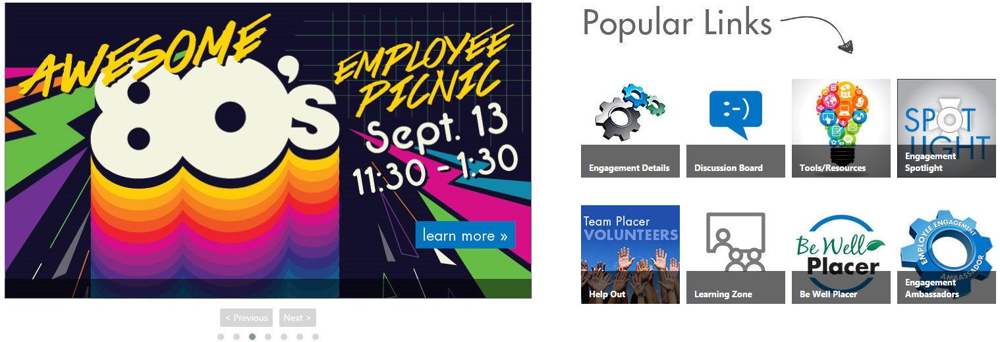 AWESOME
80's
EMPLOYEE
PICNIC
Sept. 13
11:30 - 1:30
learn more »
< Previous
Next >
Popular Links
Engagement Details
:-)
Discussion Board
Tools/Resources
SPOT
LIGHT
Engagement
Spotlight
Team Placer
VOLUNTEERS
Help Out
Learning Zone
Be Well
Placer
Be Well Placer
EMPLOYEE ENGAGEMENT
AMBASSADOR
Engagement
Ambassadors